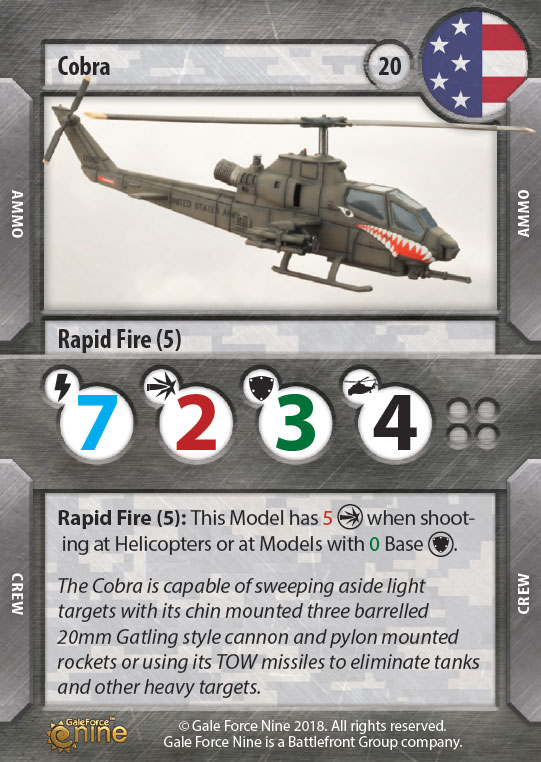 Cobra
20
AMMO
AMMO
UNITED STATES ARMY
Rapid Fire (5)
7
2
3
4
Rapid Fire (5): This Model has 5 when shoot-
ing at Helicopters or at Models with 0 Base .
The Cobra is capable of sweeping aside light
targets with its chin mounted three barrelled
20mm Gatling style cannon and pylon mounted
rockets or using its TOW missiles to eliminate tanks
and other heavy targets.
CREW
CREW
GaleForce™
nine
© Gale Force Nine 2018. All rights reserved.
Gale Force Nine is a Battlefront Group company.